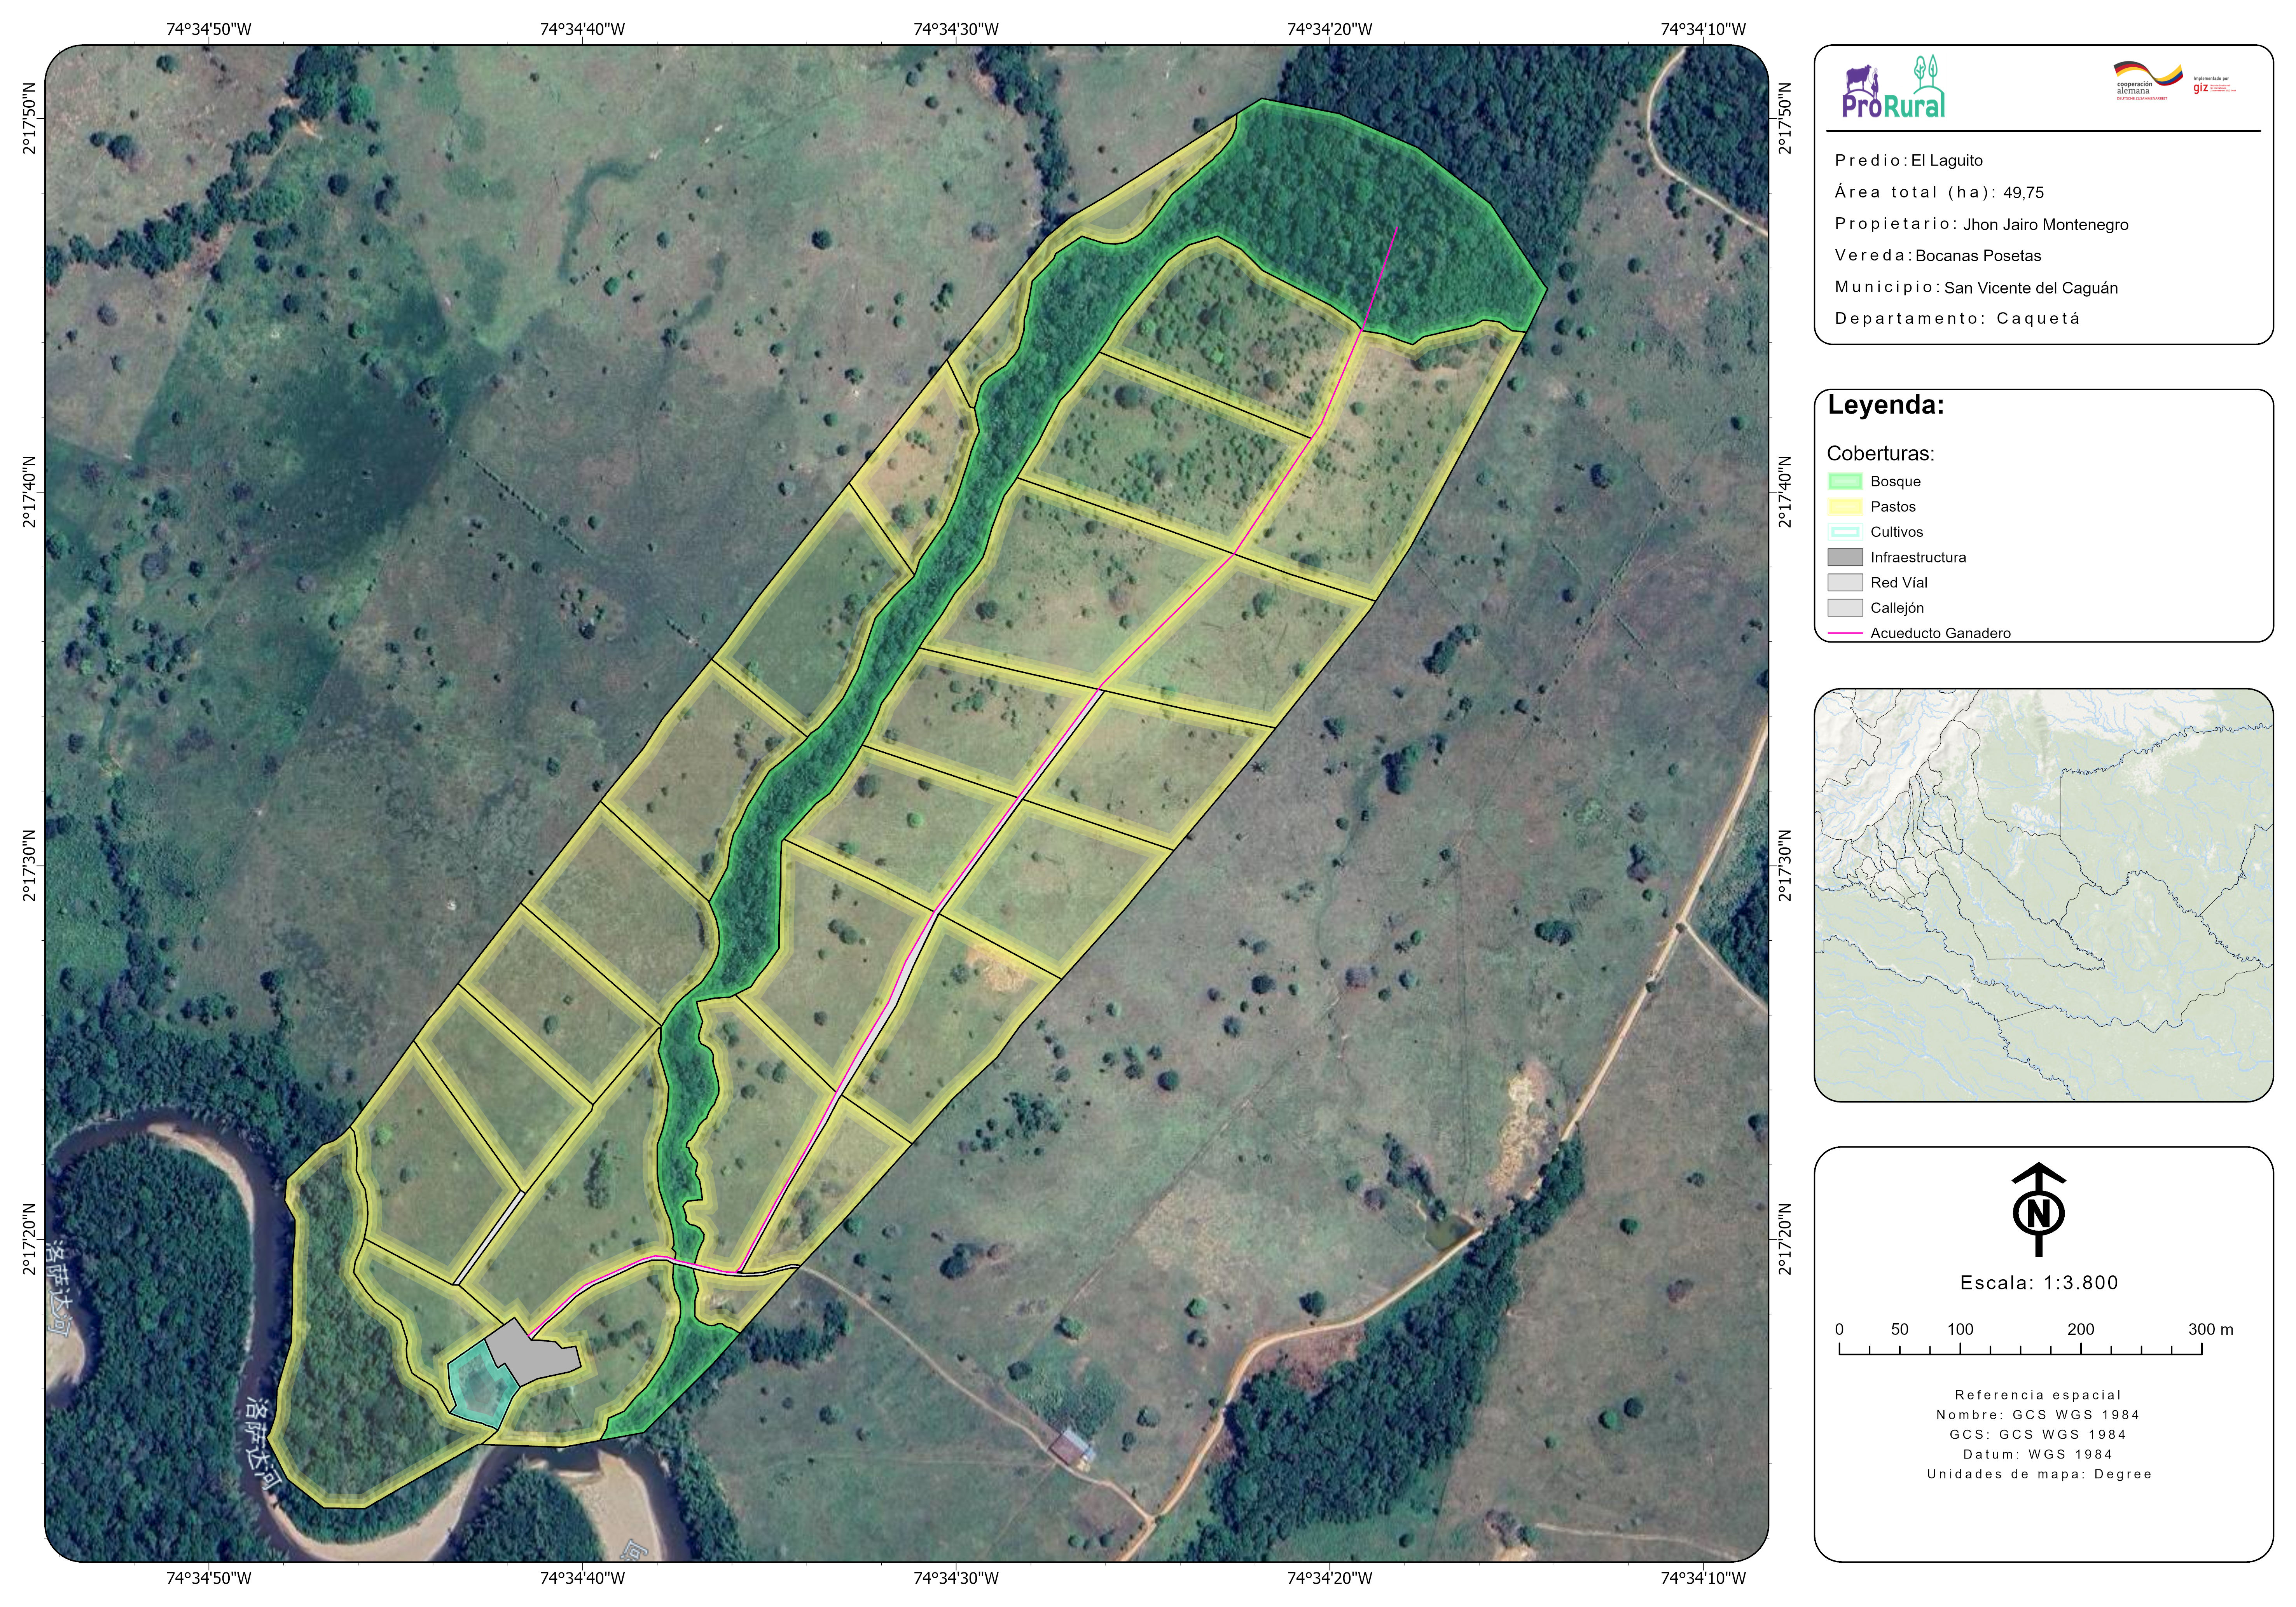 74°34'50"W
74°34'40"W
74°34'30"W
74°34'20"W
74°34'10"W
2°17'50"N
2°17'40"N
2°17'30"N
2°17'20"N
2°17'50"N
2°17'40"N
2°17'30"N
2°17'20"N
洛萨达河
洛萨达河
74°34'50"W
74°34'40"W
74°34'30"W
74°34'20"W
74°34'10"W
ProRural
cooperación
alemana
DEUTSCHE ZUSAMMENARBEIT
Implementada por
giz
Predio: El Laguito
Área total (ha): 49,75
Propietario: Jhon Jairo Montenegro
Vereda: Bocanas Posetas
Municipio: San Vicente del Caguán
Departamento: Caquetá
Leyenda:
Coberturas:
Bosque
Pastos
Cultivos
Infraestructura
Red Víal
Callejón
Acueducto Ganadero
N
Escala: 1:3.800
0 50 100 200 300 m
Referencia espacial
Nombre: GCS WGS 1984
GCS: GCS WGS 1984
Datum: WGS 1984
Unidades de mapa: Degree